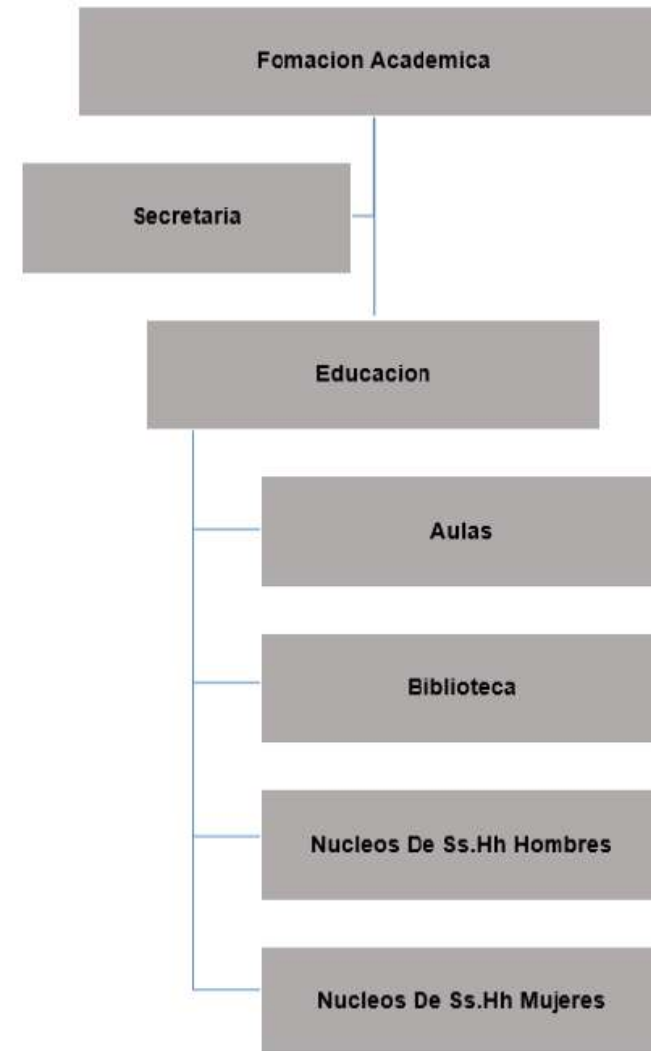 Fomacion Academica
Secretaria
Educacion
Aulas
Biblioteca
Nucleos De Ss.Hh Hombres
Nucleos De Ss.Hh Mujeres